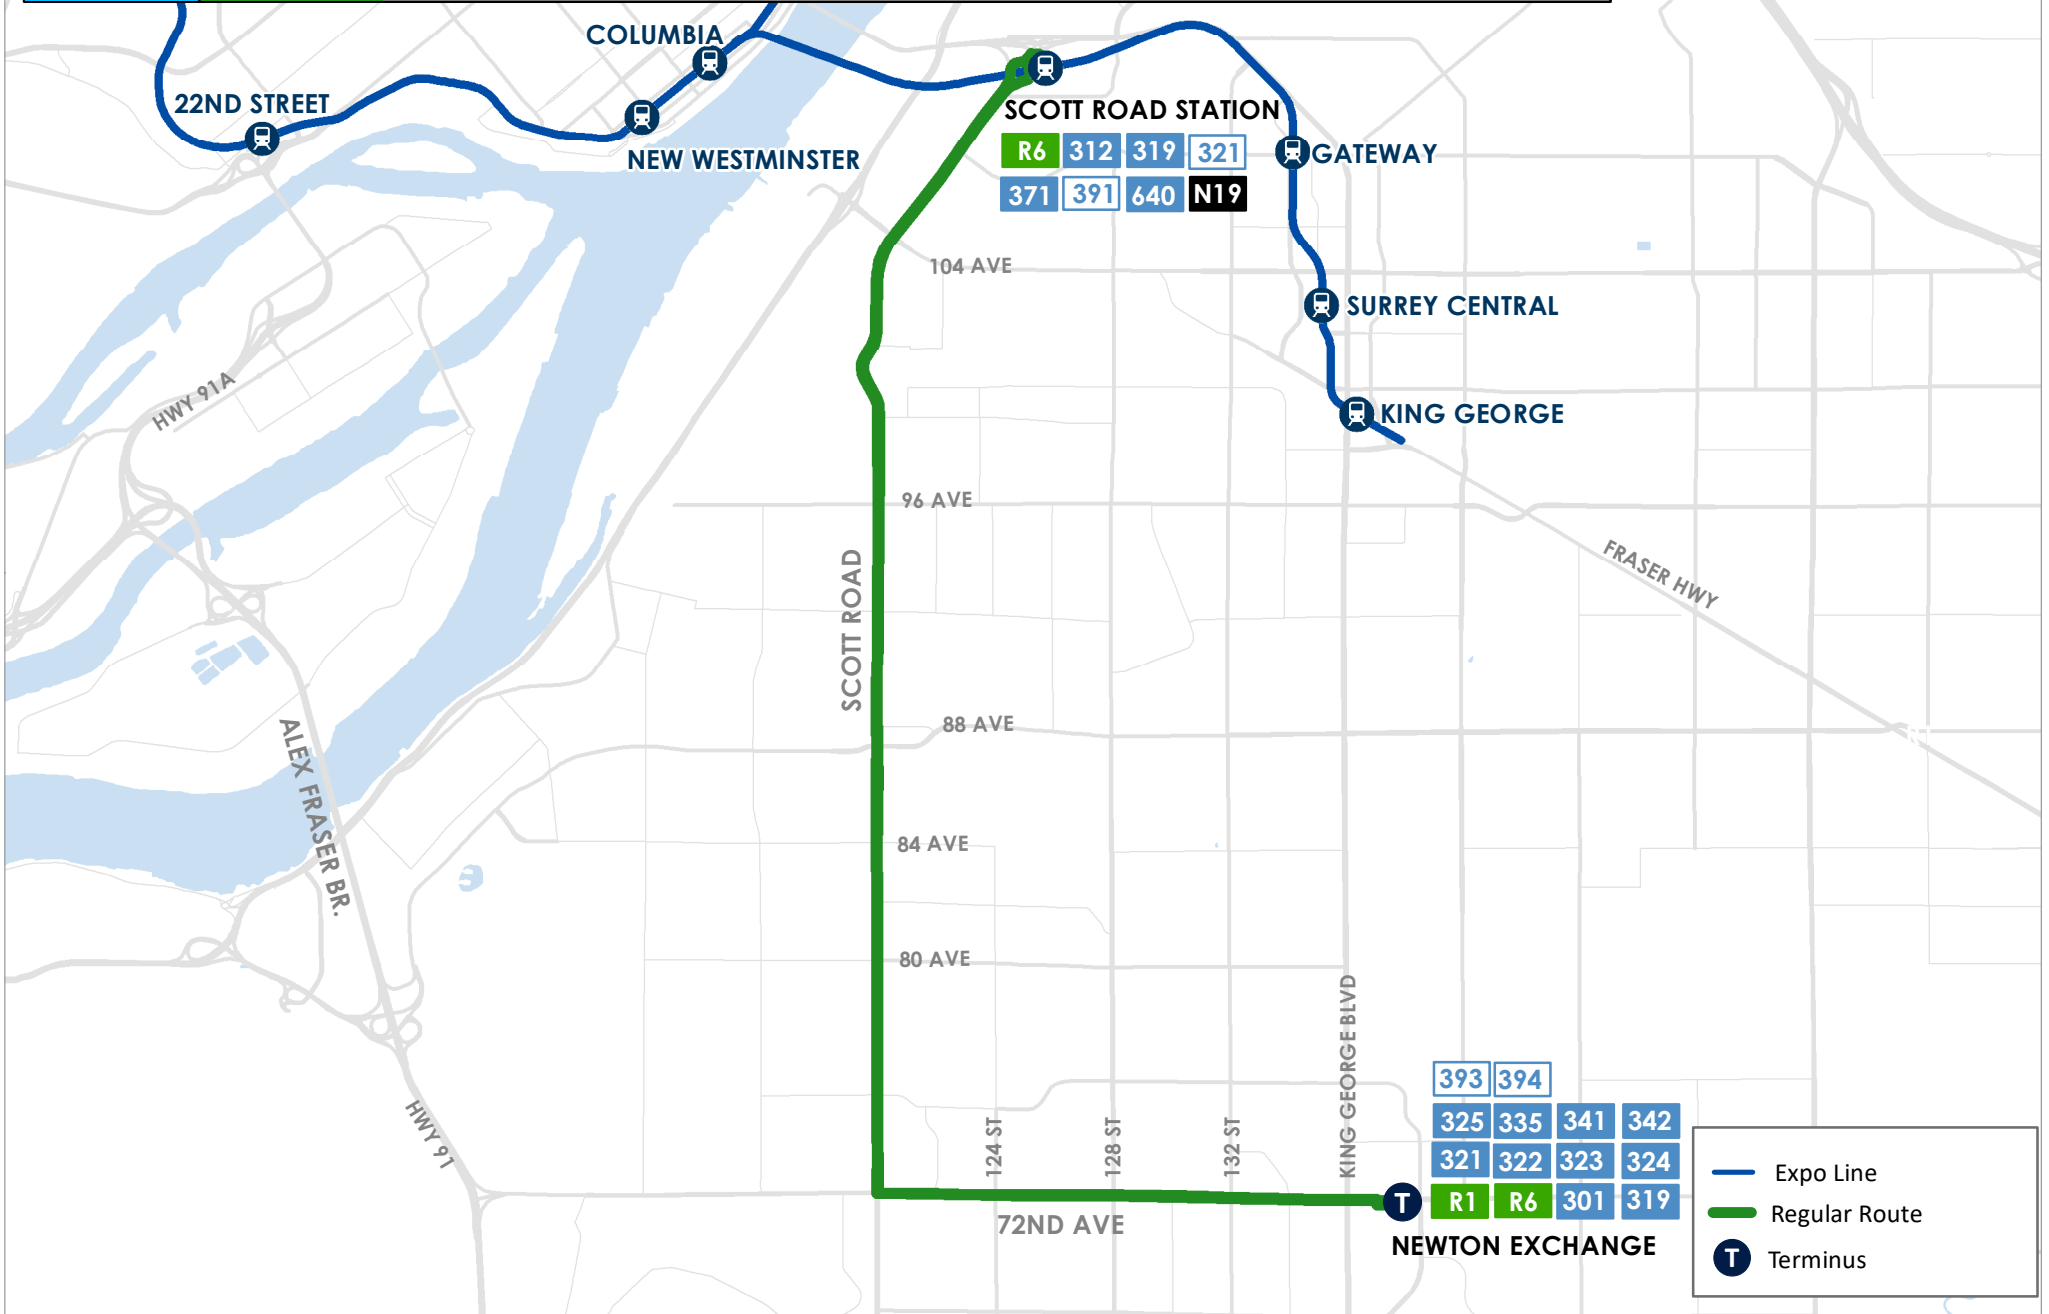 COLUMBIA
22ND STREET
NEW WESTMINSTER
SCOTT ROAD STATION
R6 312 319 321
371 391 640 N19
GATEWAY
104 AVE
SURREY CENTRAL
HWY 91A
KING GEORGE
96 AVE
SCOTT ROAD
FRASER HWY
88 AVE
ALEX FRASER BR.
84 AVE
80 AVE
KING GEORGE BLVD
HWY 91
124 ST
128 ST
132 ST
393 394
325 335 341 342
321 322 323 324
T R1 R6 301 319
72ND AVE
NEWTON EXCHANGE
Expo Line
Regular Route
T Terminus